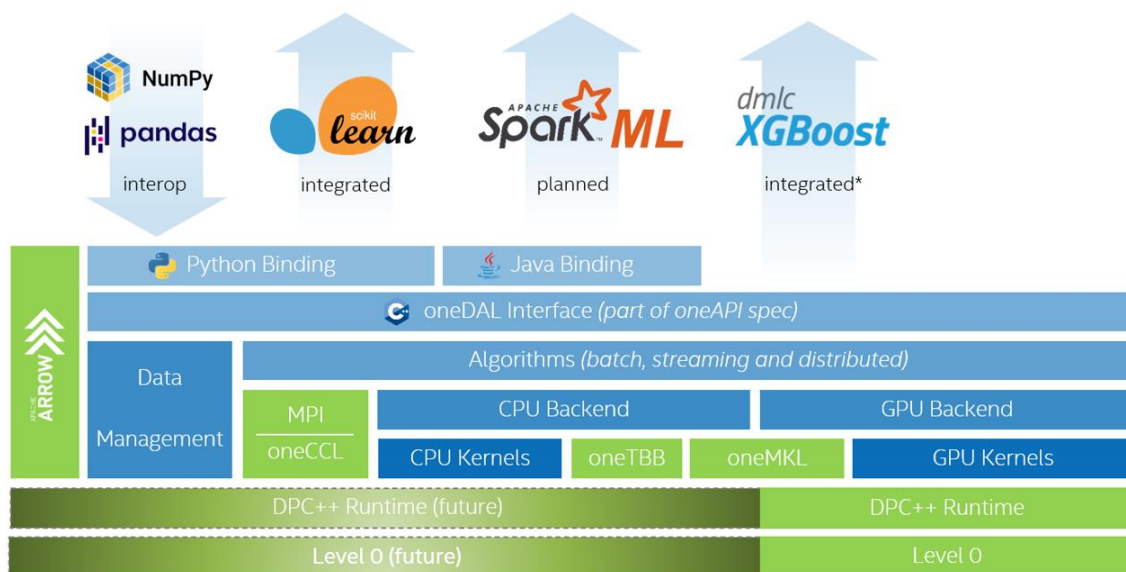 NumPy
pandas
interop
scikit
learn
integrated
APACHE
Spark™ ML
planned
dmlc
XGBoost
integrated*
APACHE
ARROW
Python Binding
Java Binding
oneDAL Interface (part of oneAPI spec)
Data
Management
Algorithms (batch, streaming and distributed)
MPI
oneCCL
CPU Backend
GPU Backend
CPU Kernels
oneTBB
oneMKL
GPU Kernels
DPC++ Runtime (future)
DPC++ Runtime
Level 0 (future)
Level 0